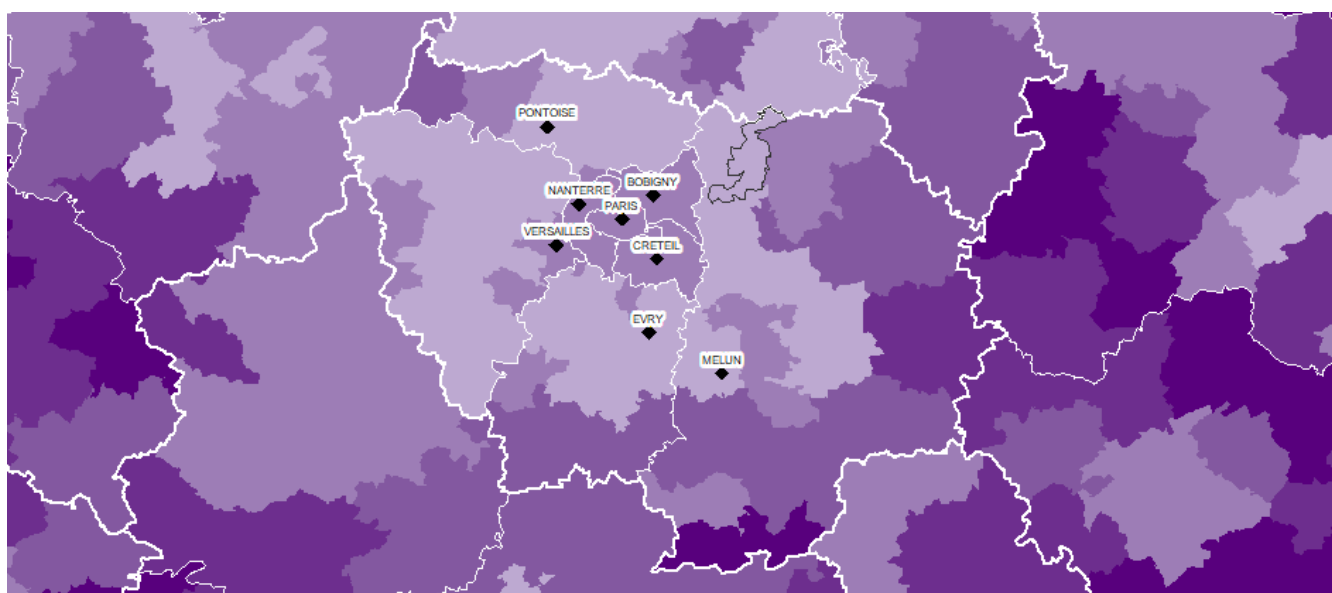 PONTOISE
BOBIGNY
NANTERRE
PARIS
VERSAILLES
CRETEIL
EVRY
MELUN